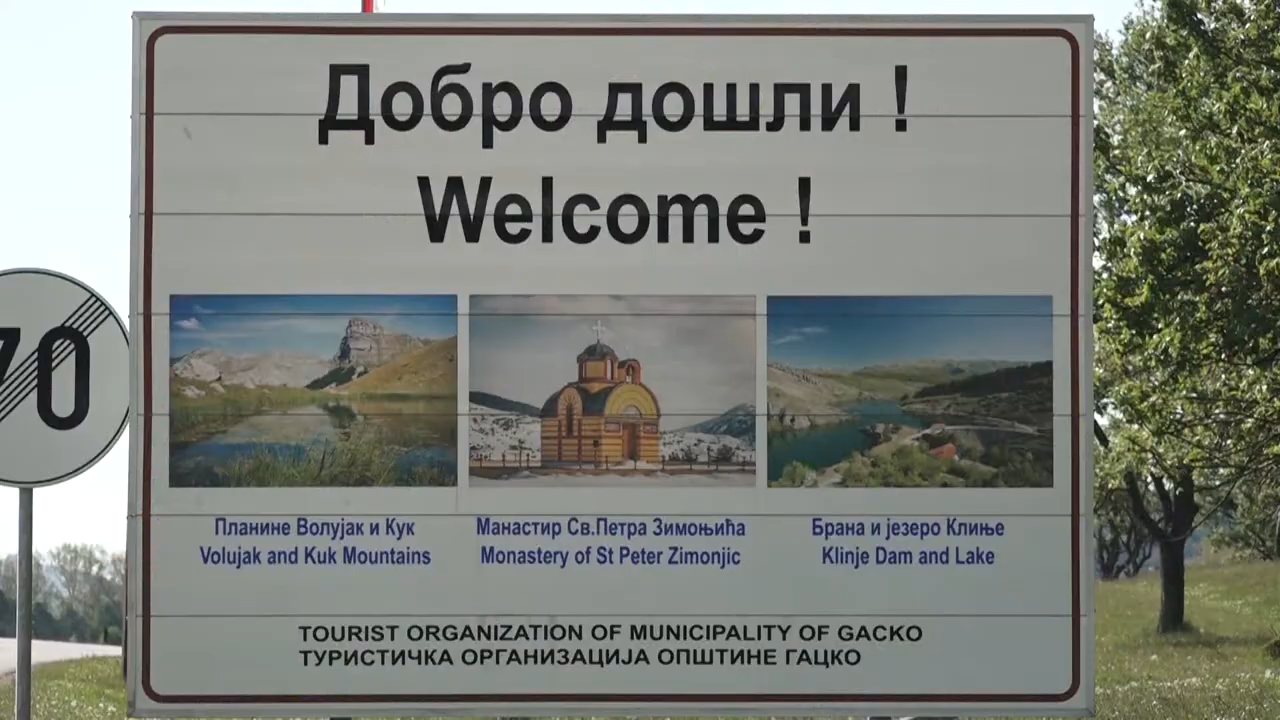 Добро дошли !
Welcome !
70
Планине Волујак и Кук
Volujak and Kuk Mountains
Манастир Св.Петра Зимоњића
Monastery of St Peter Zimonjic
Брана и језеро Клиње
Klinje Dam and Lake
TOURIST ORGANIZATION OF MUNICIPALITY OF GACKO
ТУРИСТИЧКА ОРГАНИЗАЦИЈА ОПШТИНЕ ГАЦКО